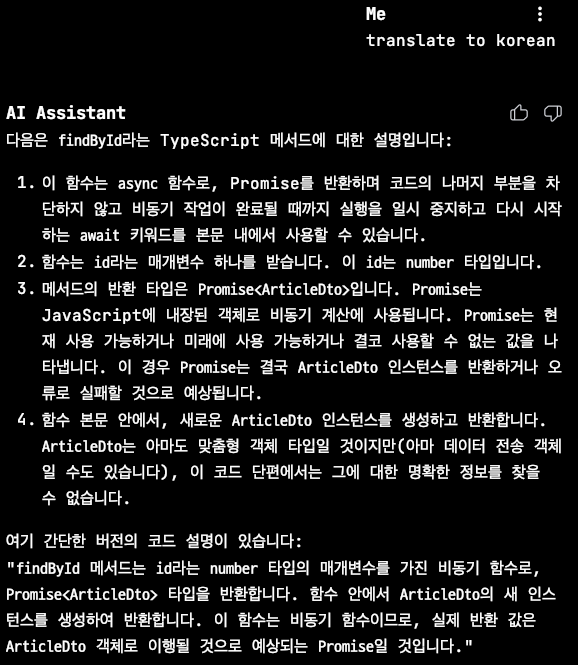 Me
translate to korean
AI Assistant
다음은 findById라는 TypeScript 메서드에 대한 설명입니다:
1. 이 함수는 async 함수로, Promise를 반환하며 코드의 나머지 부분을 차
단하지 않고 비동기 작업이 완료될 때까지 실행을 일시 중지하고 다시 시작
하는 await 키워드를 본문 내에서 사용할 수 있습니다.
2. 함수는 id라는 매개변수 하나를 받습니다. 이 id는 number 타입입니다.
3. 메서드의 반환 타입은 Promise<ArticleDto>입니다. Promise는
JavaScript에 내장된 객체로 비동기 계산에 사용됩니다. Promise는 현
재 사용 가능하거나 미래에 사용 가능하거나 결코 사용할 수 없는 값을 나
타냅니다. 이 경우 Promise는 결국 ArticleDto 인스턴스를 반환하거나 오
류로 실패할 것으로 예상됩니다.
4. 함수 본문 안에서, 새로운 ArticleDto 인스턴스를 생성하고 반환합니다.
ArticleDto는 아마도 맞춤형 객체 타입일 것이지만(아마 데이터 전송 객체
일 수도 있습니다), 이 코드 단편에서는 그에 대한 명확한 정보를 찾을
수 없습니다.
여기 간단한 버전의 코드 설명이 있습니다:
"findById 메서드는 id라는 number 타입의 매개변수를 가진 비동기 함수로,
Promise<ArticleDto> 타입을 반환합니다. 함수 안에서 ArticleDto의 새 인스
턴스를 생성하여 반환합니다. 이 함수는 비동기 함수이므로, 실제 반환 값은
ArticleDto 객체로 이행될 것으로 예상되는 Promise일 것입니다."